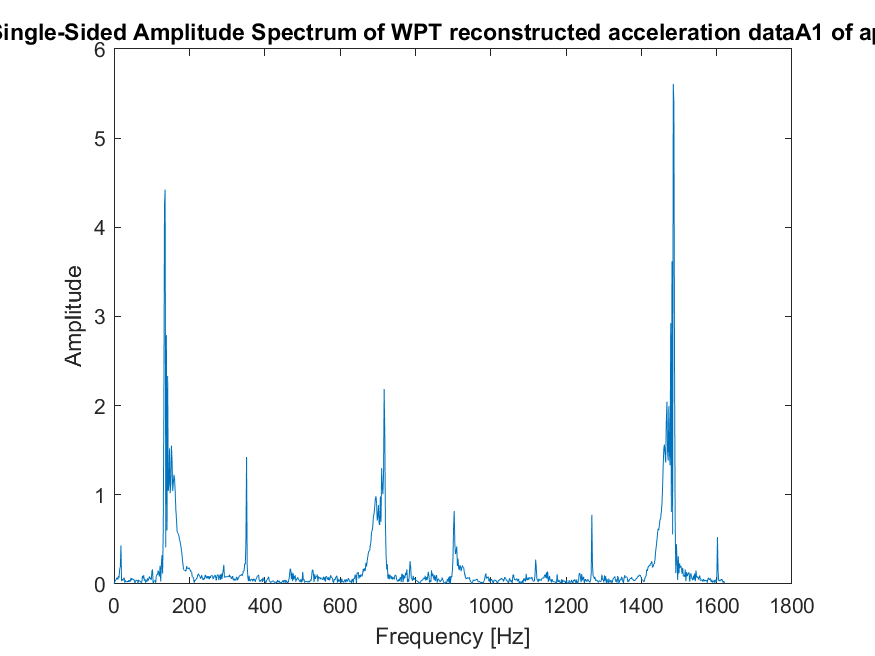 Single-Sided Amplitude Spectrum of WPT reconstructed acceleration dataA1 of ap
6
5
4
3
2
1
0
Amplitude
0 200 400 600 800 1000 1200 1400 1600 1800
Frequency [Hz]